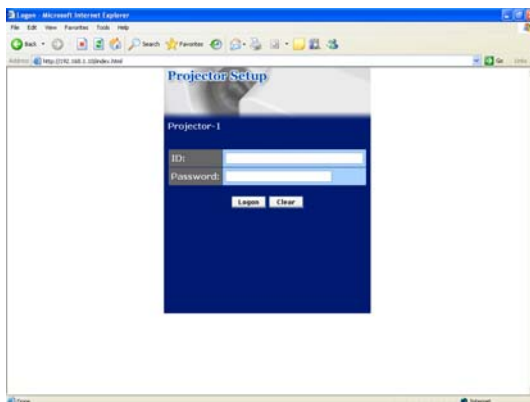 Logon - Microsoft Internet Explorer
File Edit View Favorites Tools Help
Back Search Favorites
Address http://192.168.1.10/index.html Go Links
Projector Setup
Projector-1
ID:
Password:
Logon Clear
Done Internet